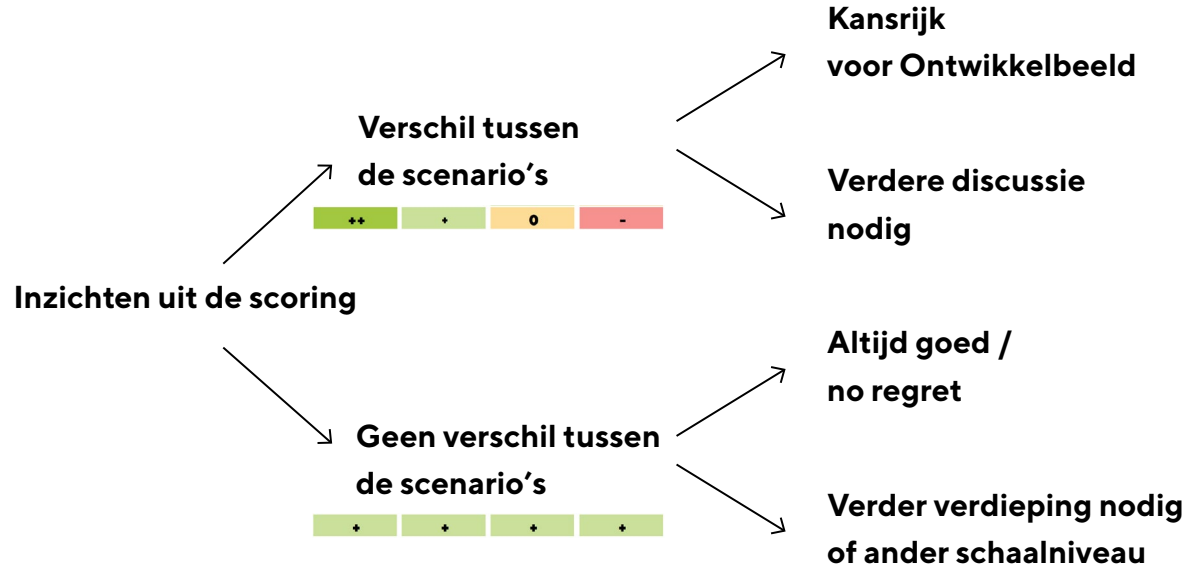 Kansrijk
voor Ontwikkelbeeld
Verschil tussen
de scenario's
++ + 0 -
Verdere discussie
nodig
Inzichten uit de scoring
Altijd goed /
no regret
Geen verschil tussen
de scenario's
+ + + +
Verder verdieping nodig
of ander schaalniveau